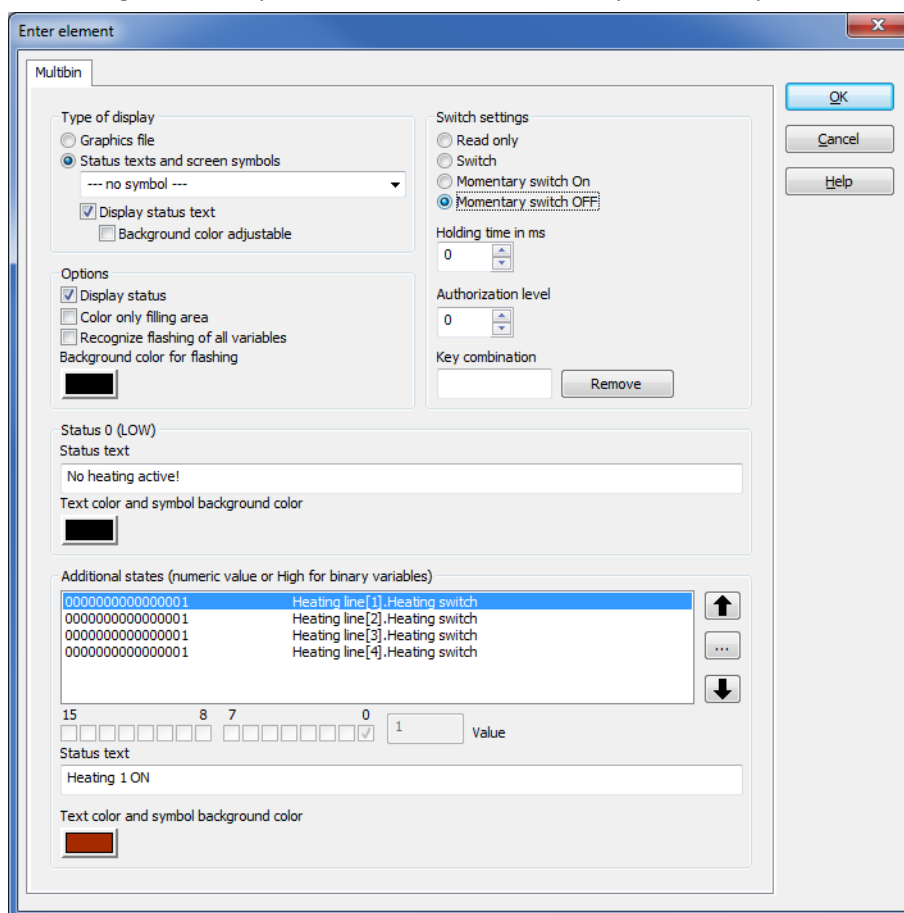 Enter element
Multibin
OK
Cancel
Help
Type of display
Graphics file
Status texts and screen symbols
--- no symbol ---
Display status text
Background color adjustable
Switch settings
Read only
Switch
Momentary switch On
Momentary switch OFF
Holding time in ms
0
Authorization level
0
Key combination
Remove
Options
Display status
Color only filling area
Recognize flashing of all variables
Background color for flashing
Status 0 (LOW)
Status text
No heating active!
Text color and symbol background color
Additional states (numeric value or High for binary variables)
0000000000000001 Heating line[1].Heating switch
0000000000000001 Heating line[2].Heating switch
0000000000000001 Heating line[3].Heating switch
0000000000000001 Heating line[4].Heating switch
...
15 8 7 0
1 Value
Status text
Heating 1 ON
Text color and symbol background color